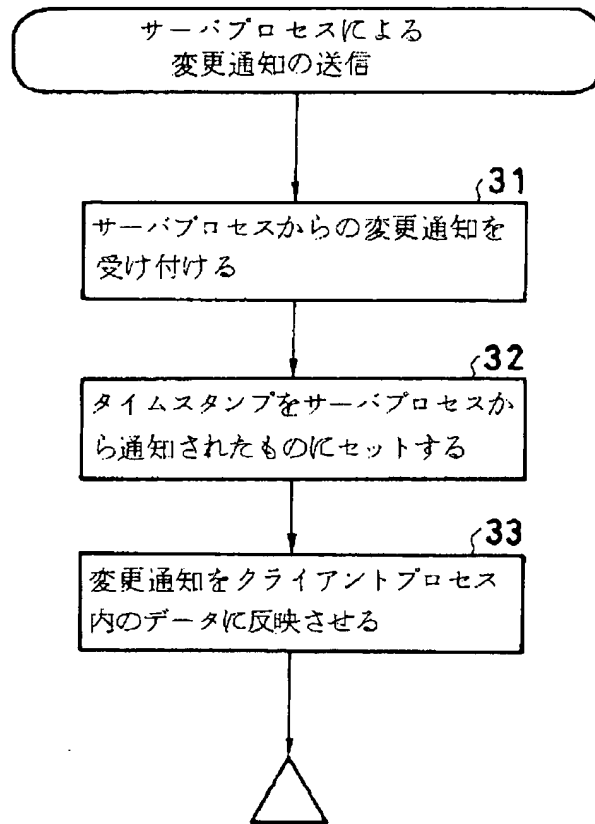 サーバプロセスによる
変更通知の送信
31
サーバプロセスからの変更通知を
受け付ける
32
タイムスタンプをサーバプロセスか
ら通知されたものにセットする
33
変更通知をクライアントプロセス
内のデータに反映させる